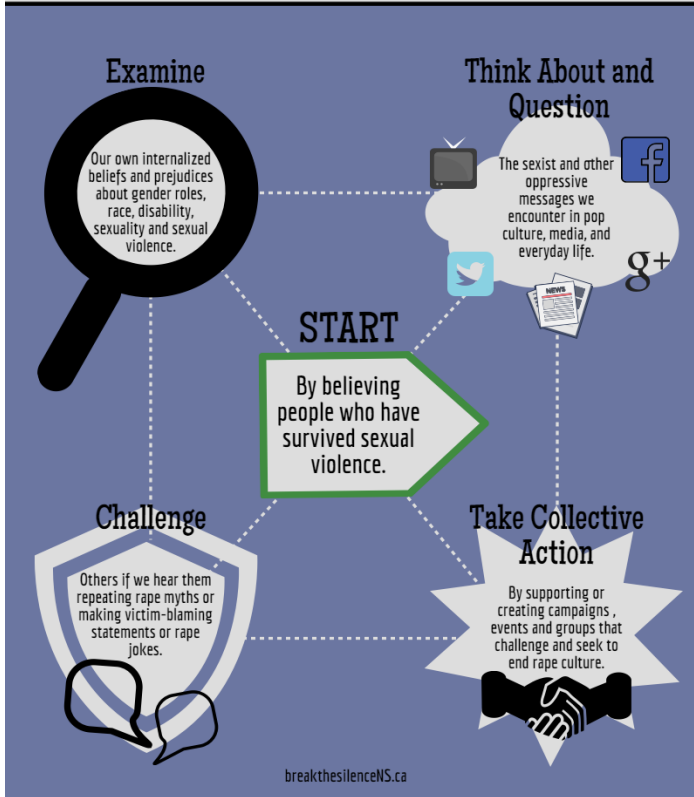 Examine
Our own internalized
beliefs and prejudices
about gender roles,
race, disability,
sexuality and sexual
violence.
Think About and
Question
The sexist and other
oppressive
messages we
encounter in pop
culture, media, and
everyday life.
f
g+
NEWS
START
By believing
people who have
survived sexual
violence.
Challenge
Others if we hear them
repeating rape myths or
making victim-blaming
statements or rape
jokes.
Take Collective
Action
By supporting or
creating campaigns ,
events and groups that
challenge and seek to
end rape culture.
breakthesilenceNS.ca